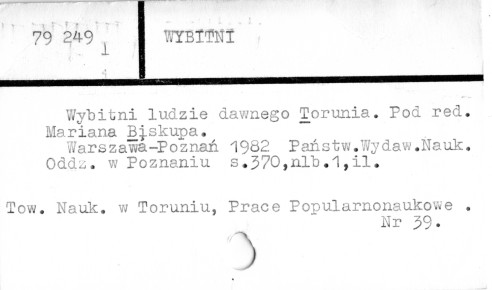 79 249 1 WYBITNI
Wybitni ludzie dawnego Torunia. Pod red.
Mariana Biskupa.
Warszawa-Poznań 1982 Państw.Wydaw.Nauk.
Oddz. w Poznaniu s.370,nlb.1,il.
Tow. Nauk. w Toruniu, Prace Popularnonaukowe .
Nr 39.